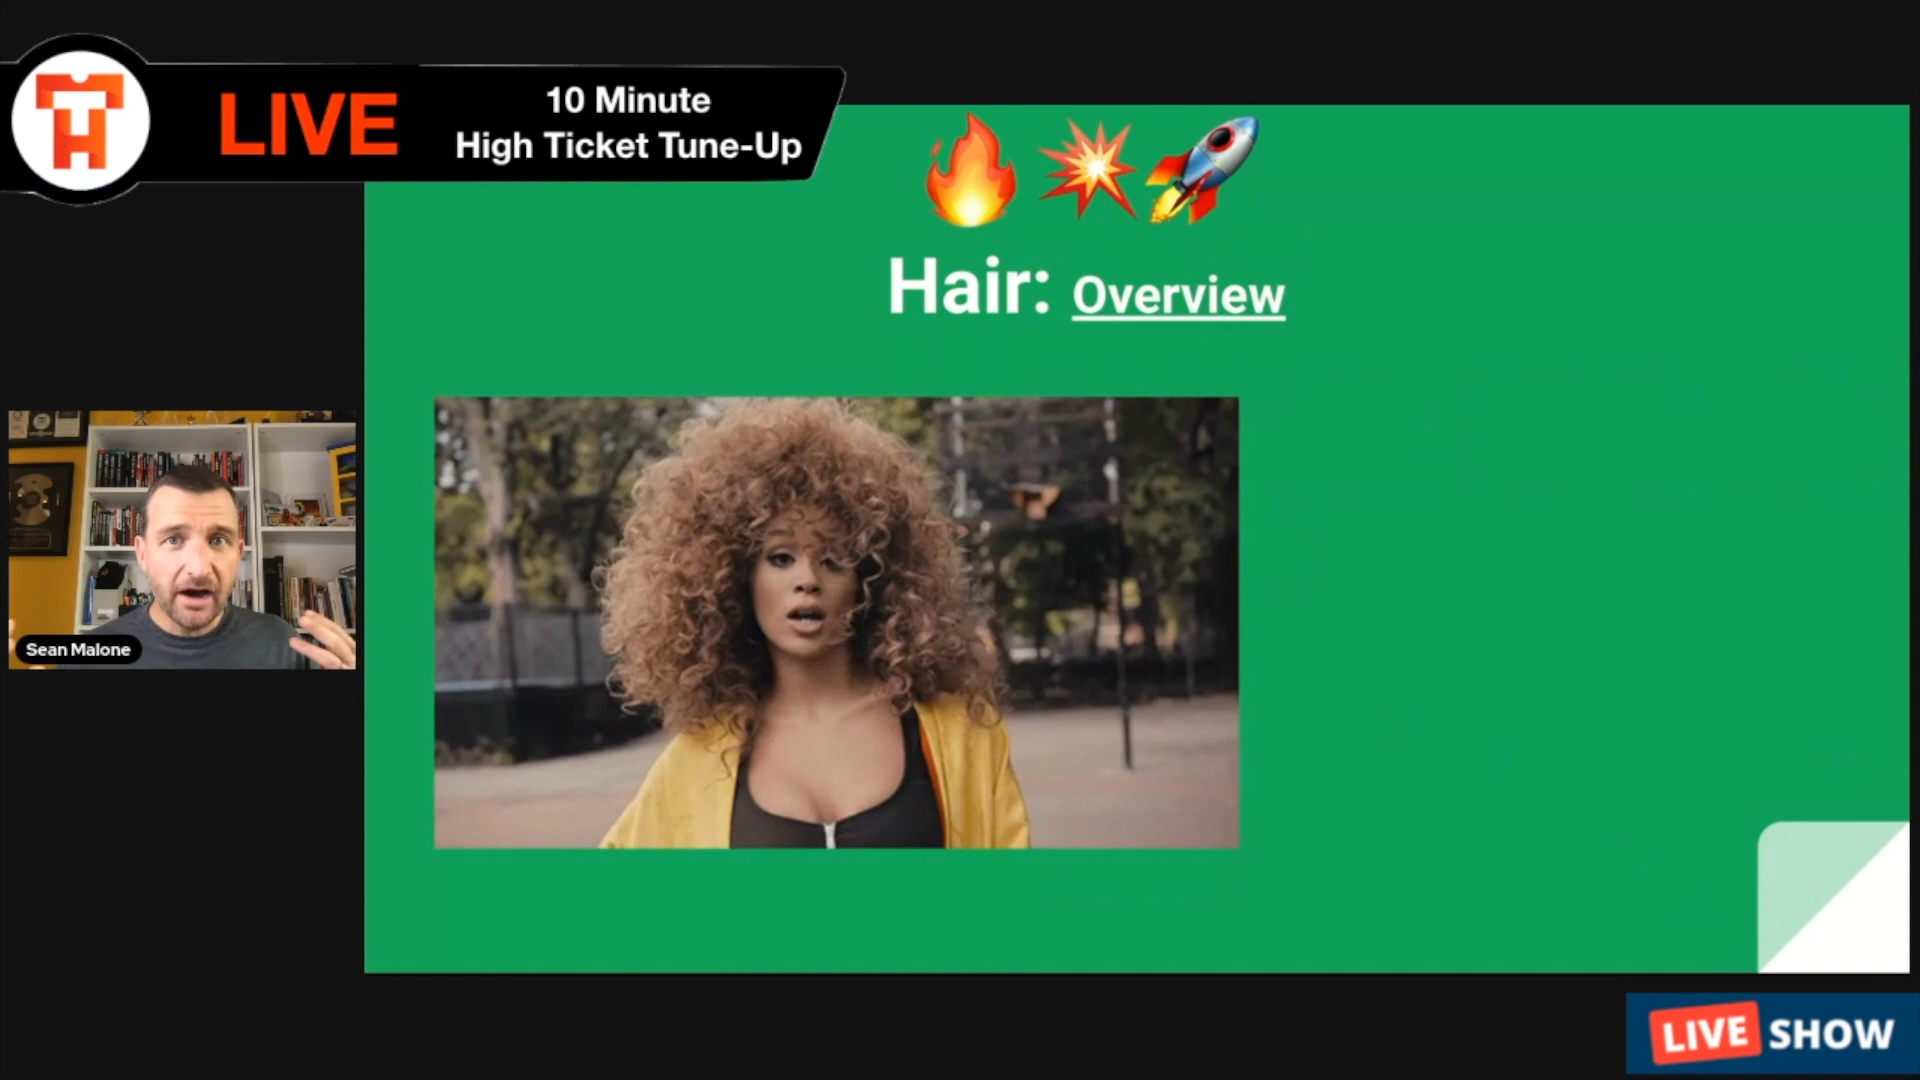 LIVE
10 Minute
High Ticket Tune-Up
Hair: Overview
Sean Malone
LIVE SHOW